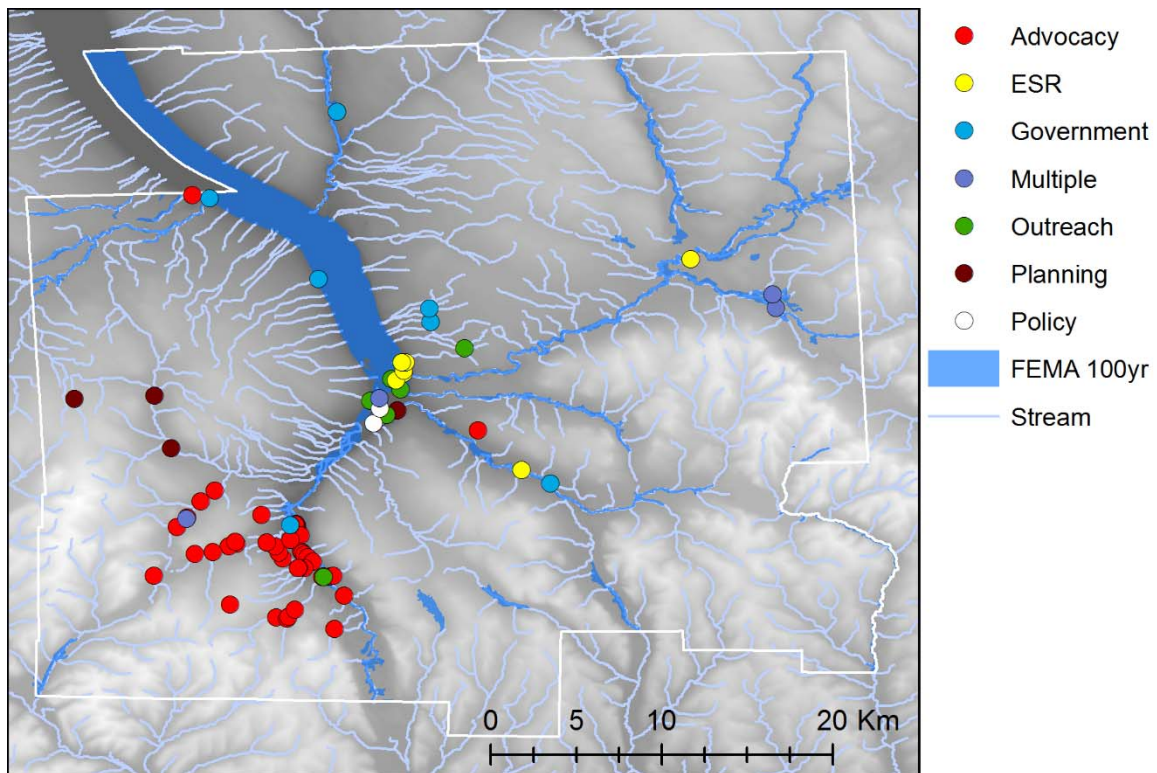 Advocacy
ESR
Government
Multiple
Outreach
Planning
Policy
FEMA 100yr
Stream
0 5 10 20 Km